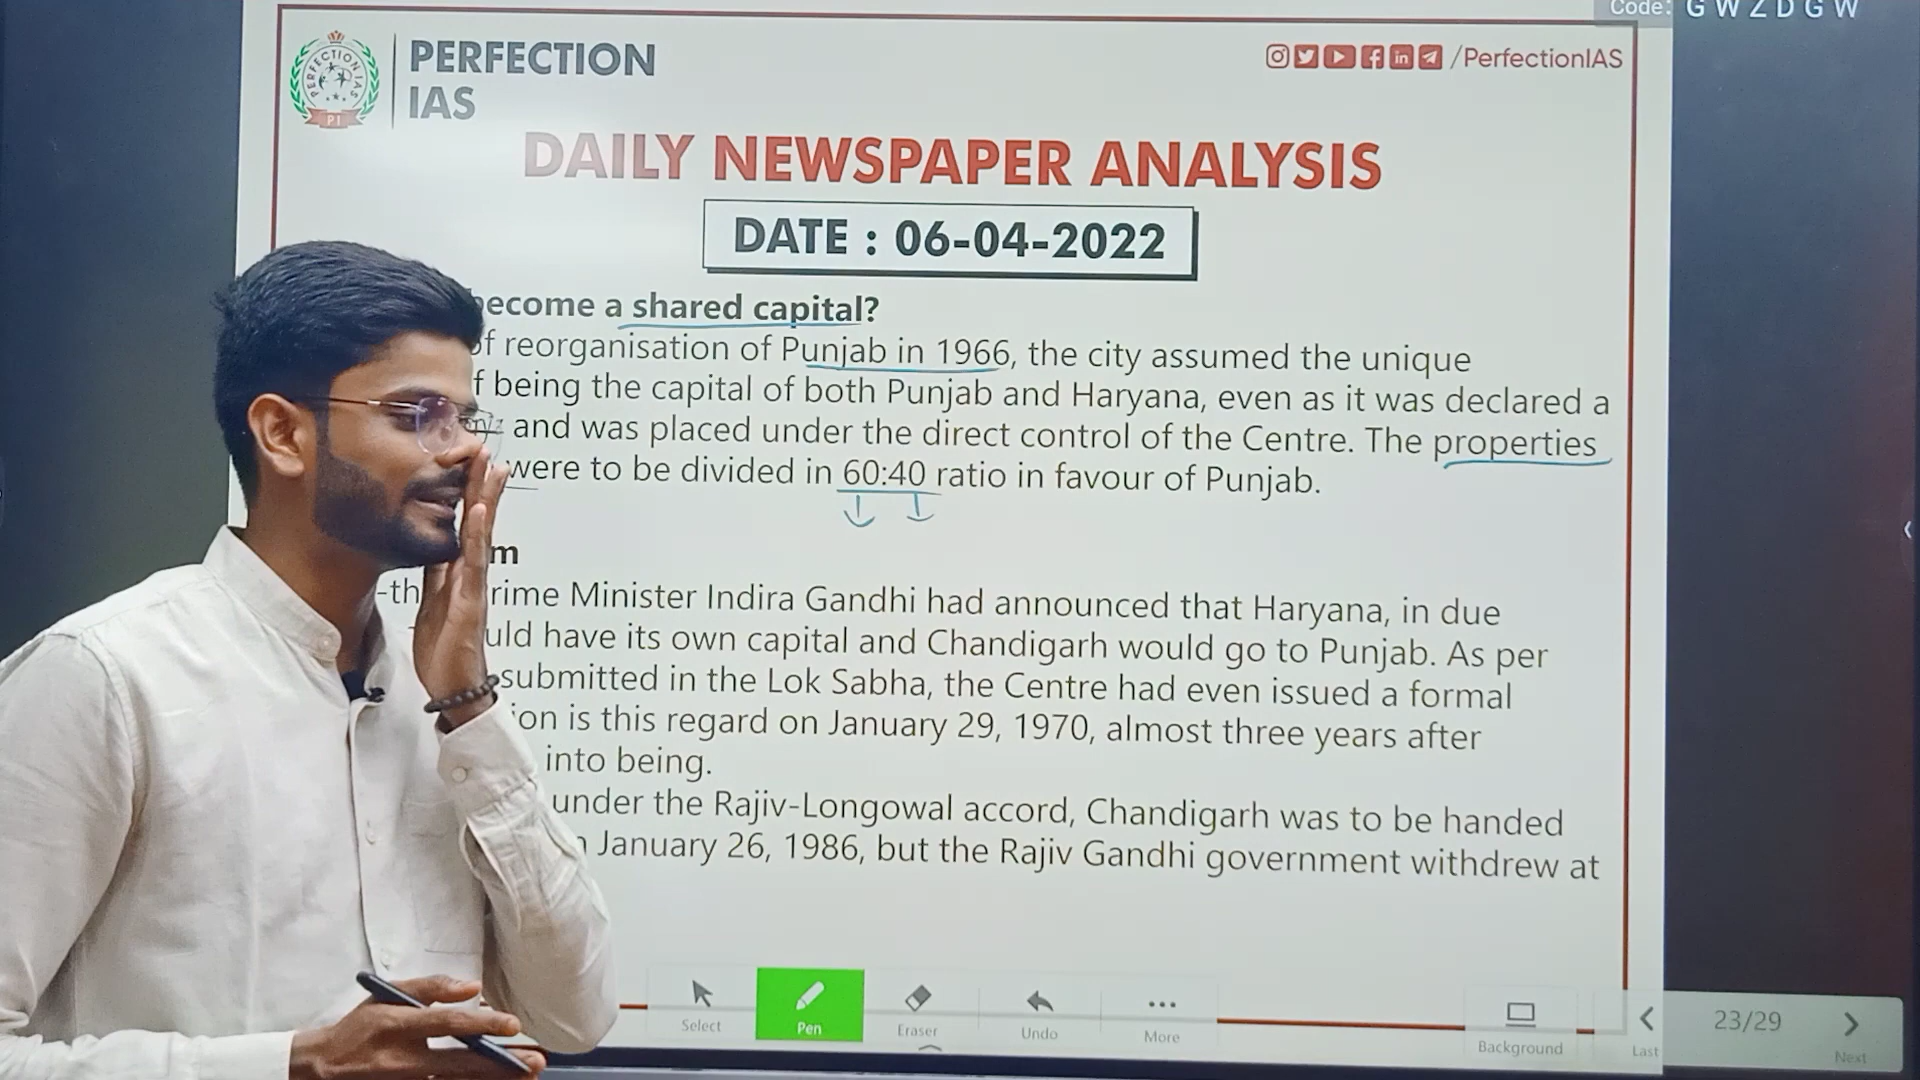 Code: G W Z D G W
PERFECTION IAS
PI
PERFECTION
IAS
/PerfectionIAS
DAILY NEWSPAPER ANALYSIS
DATE : 06-04-2022
become a shared capital?
of reorganisation of Punjab in 1966, the city assumed the unique
f being the capital of both Punjab and Haryana, even as it was declared a
and was placed under the direct control of the Centre. The properties
were to be divided in 60:40 ratio in favour of Punjab.
m
-th rime Minister Indira Gandhi had announced that Haryana, in due
uld have its own capital and Chandigarh would go to Punjab. As per
submitted in the Lok Sabha, the Centre had even issued a formal
ion is this regard on January 29, 1970, almost three years after
into being.
under the Rajiv-Longowal accord, Chandigarh was to be handed
n January 26, 1986, but the Rajiv Gandhi government withdrew at
Select
Pen
Eraser
Undo
More
Background
Last
23/29
Next